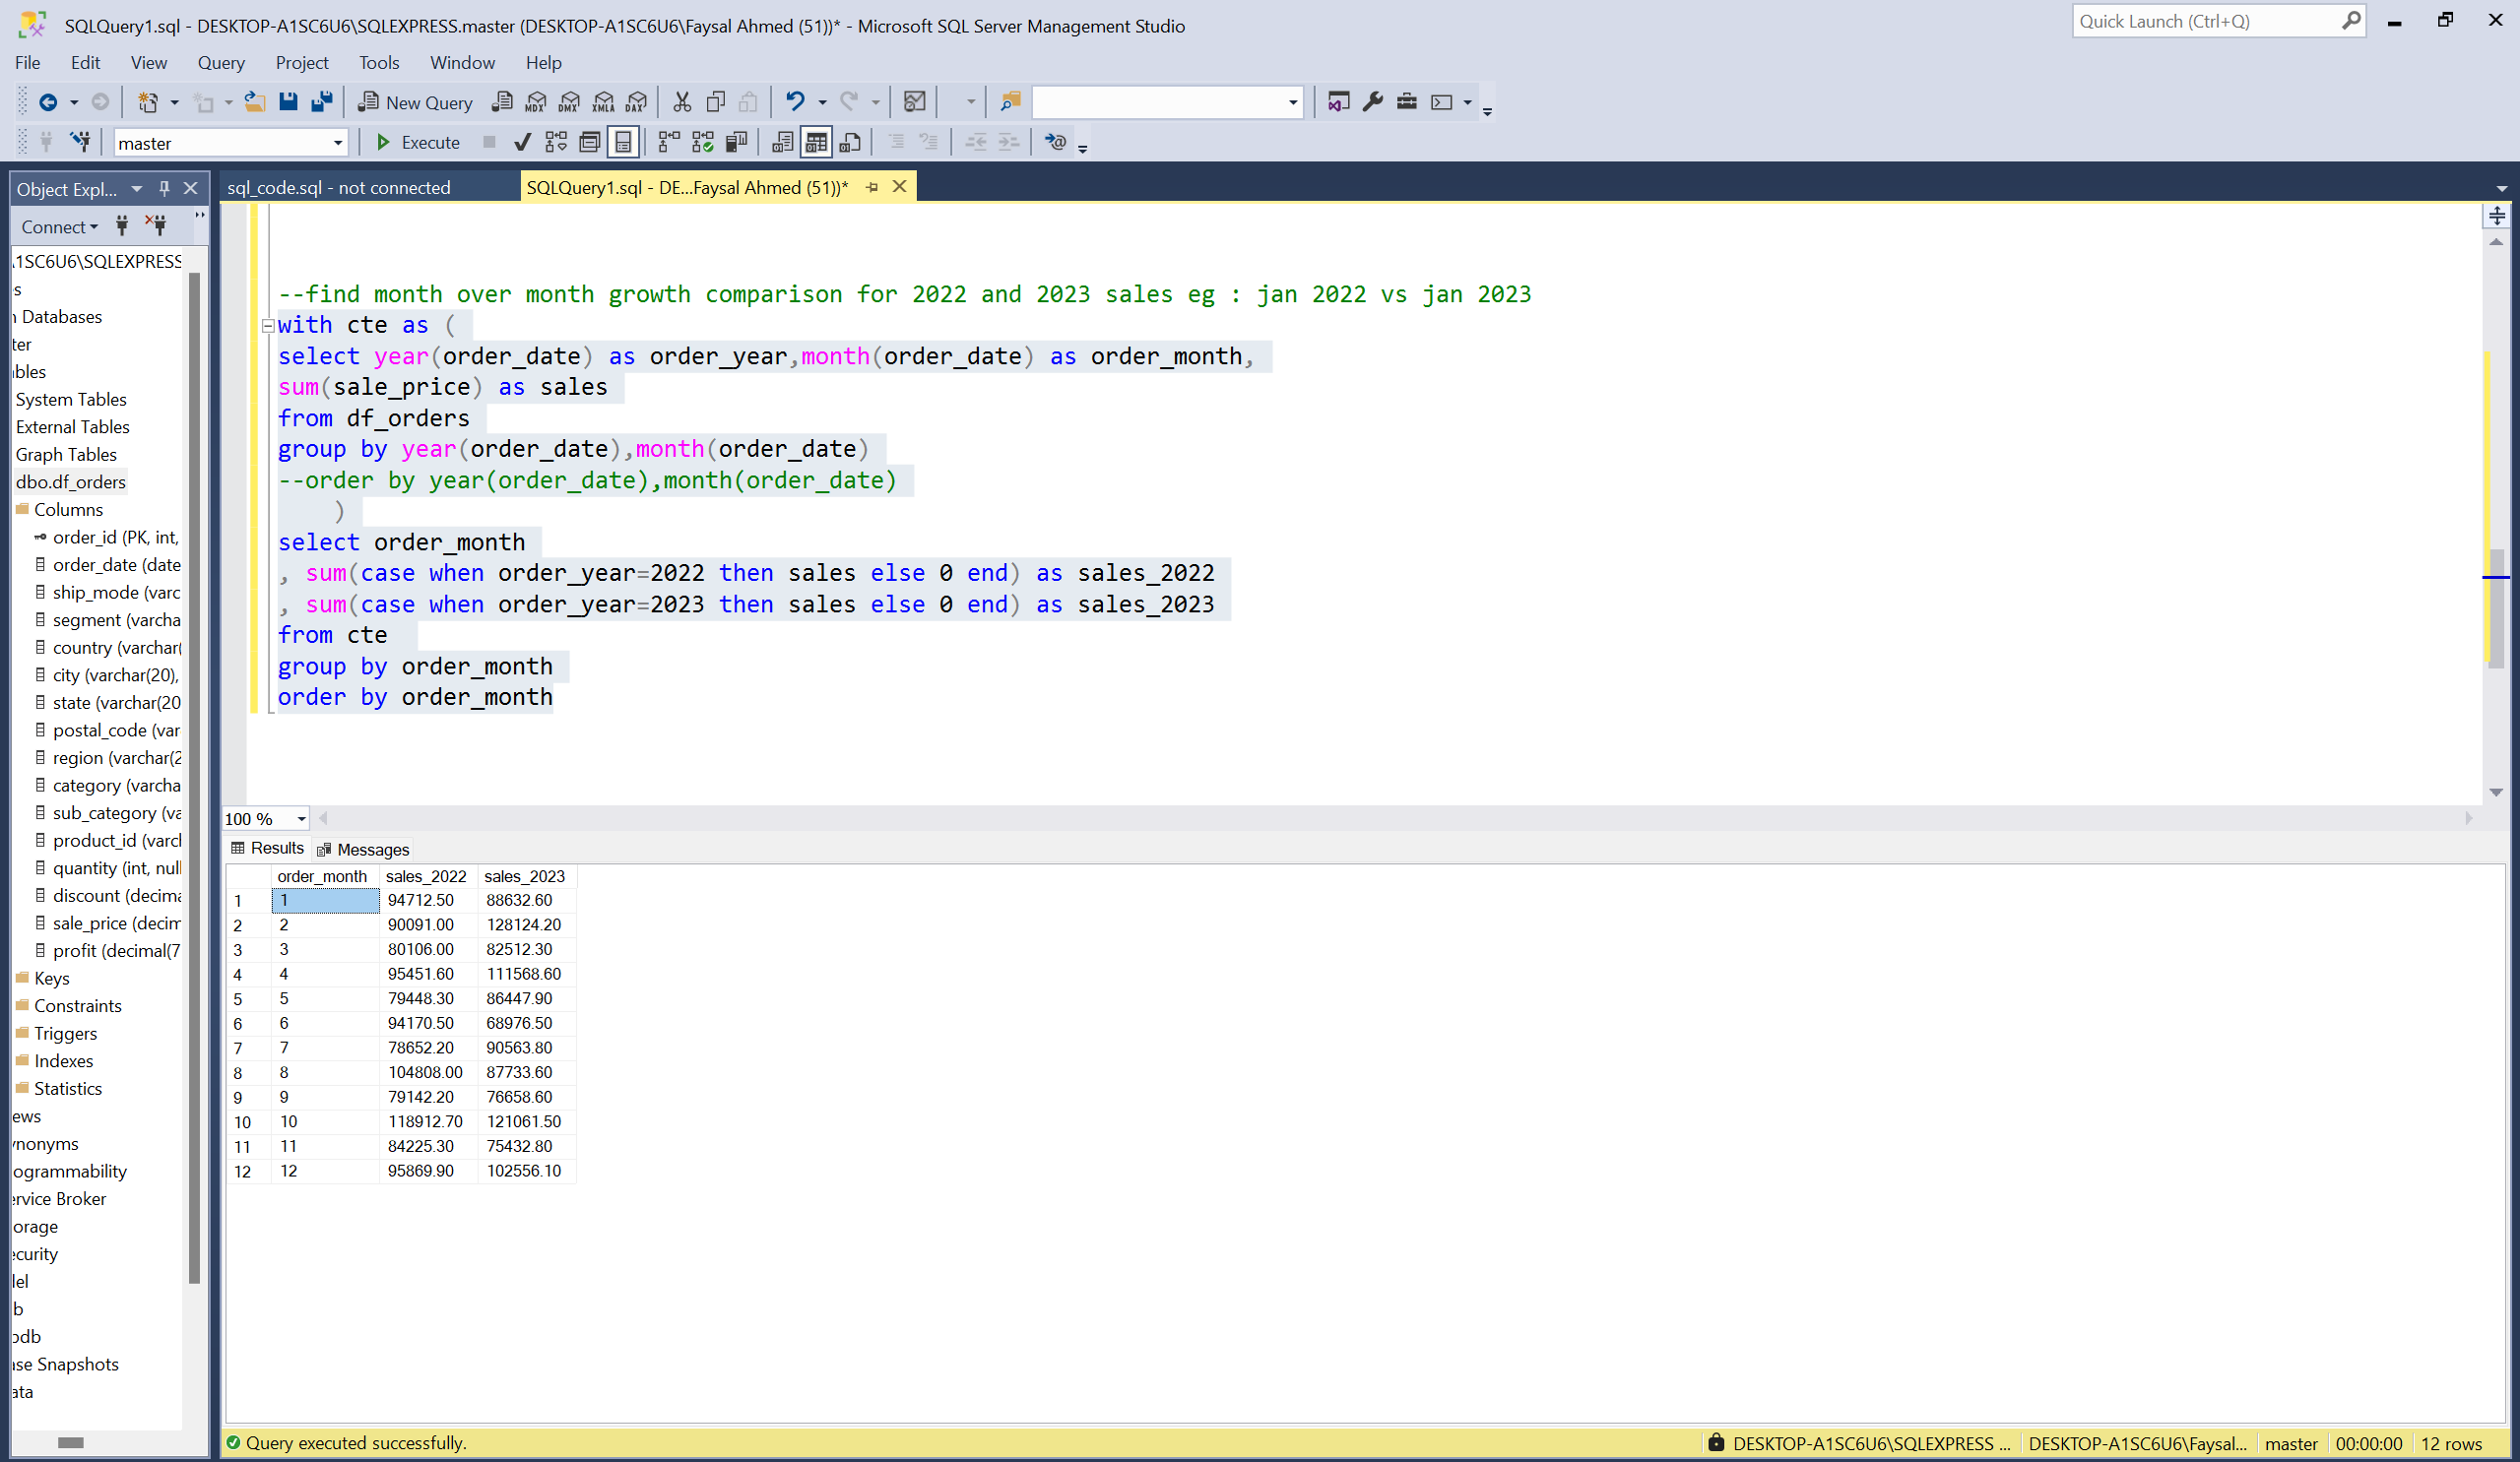 SQLQuery1.sql - DESKTOP-A1SC6U6\SQLEXPRESS.master (DESKTOP-A1SC6U6\Faysal Ahmed (51))* - Microsoft SQL Server Management Studio
Quick Launch (Ctrl+Q)
File Edit View Query Project Tools Window Help
New Query MDX DMX XMLA DAX
master Execute
Object Expl...
sql_code.sql - not connected
SQLQuery1.sql - DE...Faysal Ahmed (51))*
Connect
A1SC6U6\SQLEXPRESS
s
Databases
ter
bles
System Tables
External Tables
Graph Tables
dbo.df_orders
Columns
order_id (PK, int,
order_date (date
ship_mode (varc
segment (varcha
country (varchar(
city (varchar(20),
state (varchar(20
postal_code (var
region (varchar(2
category (varcha
sub_category (va
product_id (varcl
quantity (int, null
discount (decima
sale_price (decim
profit (decimal(7
Keys
Constraints
Triggers
Indexes
Statistics
ews
ynonyms
ogrammability
ervice Broker
orage
ecurity
del
b
odb
ase Snapshots
ata
--find month over month growth comparison for 2022 and 2023 sales eg : jan 2022 vs jan 2023
with cte as (
select year(order_date) as order_year,month(order_date) as order_month,
sum(sale_price) as sales
from df_orders
group by year(order_date),month(order_date)
--order by year(order_date),month(order_date)
)
select order_month
, sum(case when order_year=2022 then sales else 0 end) as sales_2022
, sum(case when order_year=2023 then sales else 0 end) as sales_2023
from cte
group by order_month
order by order_month
100 %
Results Messages
order_month sales_2022 sales_2023
1 1 94712.50 88632.60
2 2 90091.00 128124.20
3 3 80106.00 82512.30
4 4 95451.60 111568.60
5 5 79448.30 86447.90
6 6 94170.50 68976.50
7 7 78652.20 90563.80
8 8 104808.00 87733.60
9 9 79142.20 76658.60
10 10 118912.70 121061.50
11 11 84225.30 75432.80
12 12 95869.90 102556.10
Query executed successfully.
DESKTOP-A1SC6U6\SQLEXPRESS ... DESKTOP-A1SC6U6\Faysal... master 00:00:00 12 rows